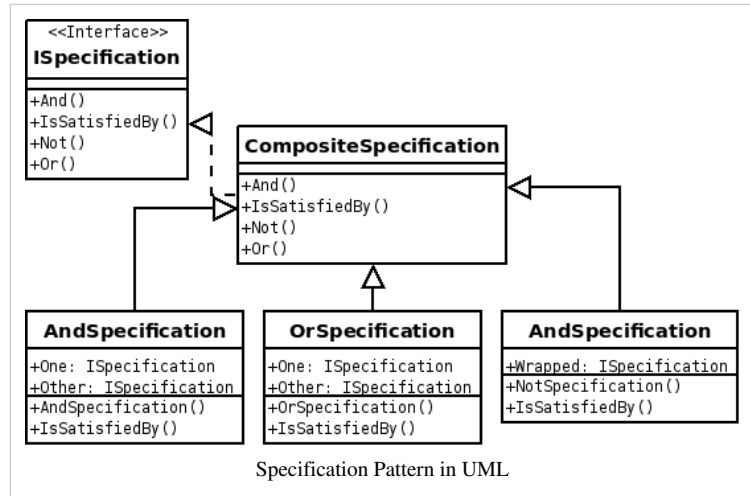 <<Interface>>
ISpecification
+And()
+IsSatisfiedBy()
+Not()
+Or()
CompositeSpecification
+And()
+IsSatisfiedBy()
+Not()
+Or()
AndSpecification
+One: ISpecification
+Other: ISpecification
+AndSpecification()
+IsSatisfiedBy()
OrSpecification
+One: ISpecification
+Other: ISpecification
+OrSpecification()
+IsSatisfiedBy()
AndSpecification
+Wrapped: ISpecification
+NotSpecification()
+IsSatisfiedBy()
Specification Pattern in UML